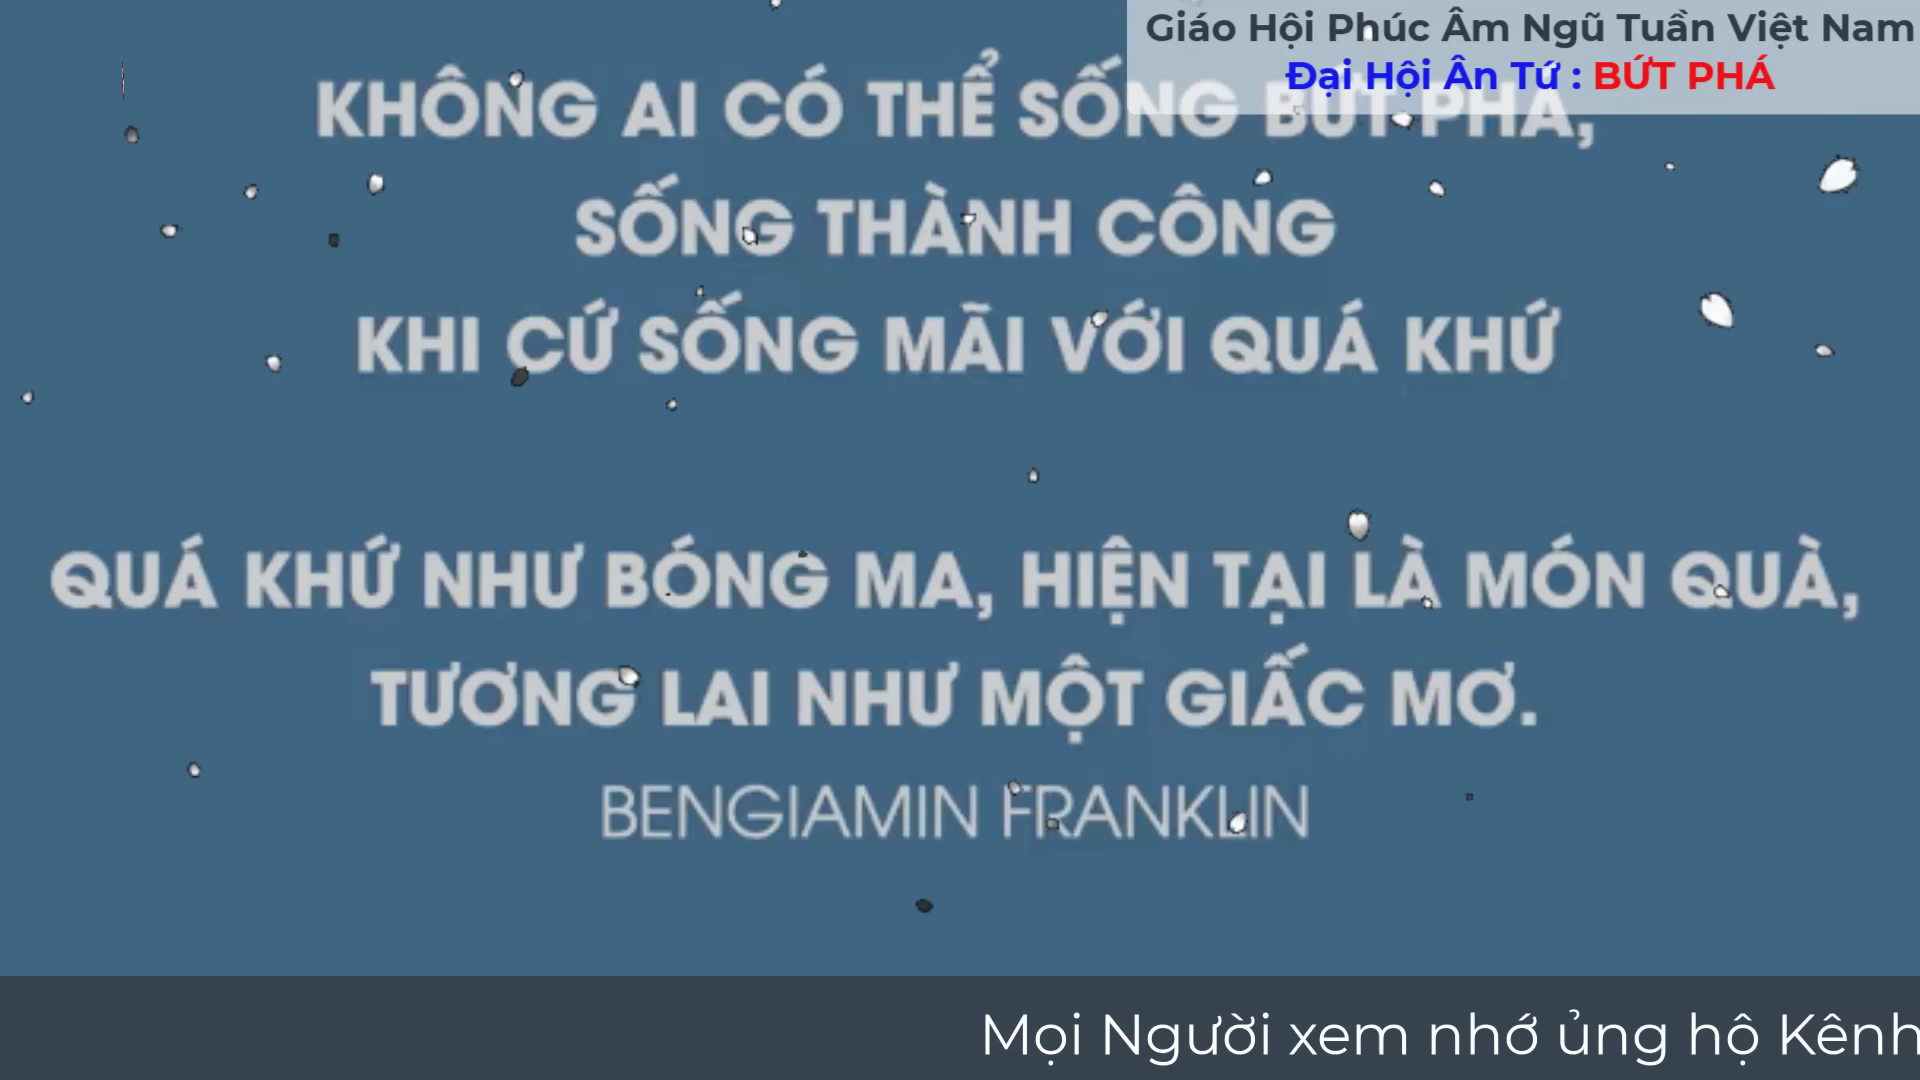 Giáo Hội Phúc Âm Ngũ Tuần Việt Nam
Đại Hội Ân Tứ : BỨT PHÁ
KHÔNG AI CÓ THỂ SỐNG BỨT PHÁ,
SỐNG THÀNH CÔNG
KHI CỨ SỐNG MÃI VỚI QUÁ KHỨ
QUÁ KHỨ NHƯ BÓNG MA, HIỆN TẠI LÀ MÓN QUÀ,
TƯƠNG LAI NHƯ MỘT GIẤC MƠ.
BENGIAMIN FRANKLIN
Mọi Người xem nhớ ủng hộ Kênh